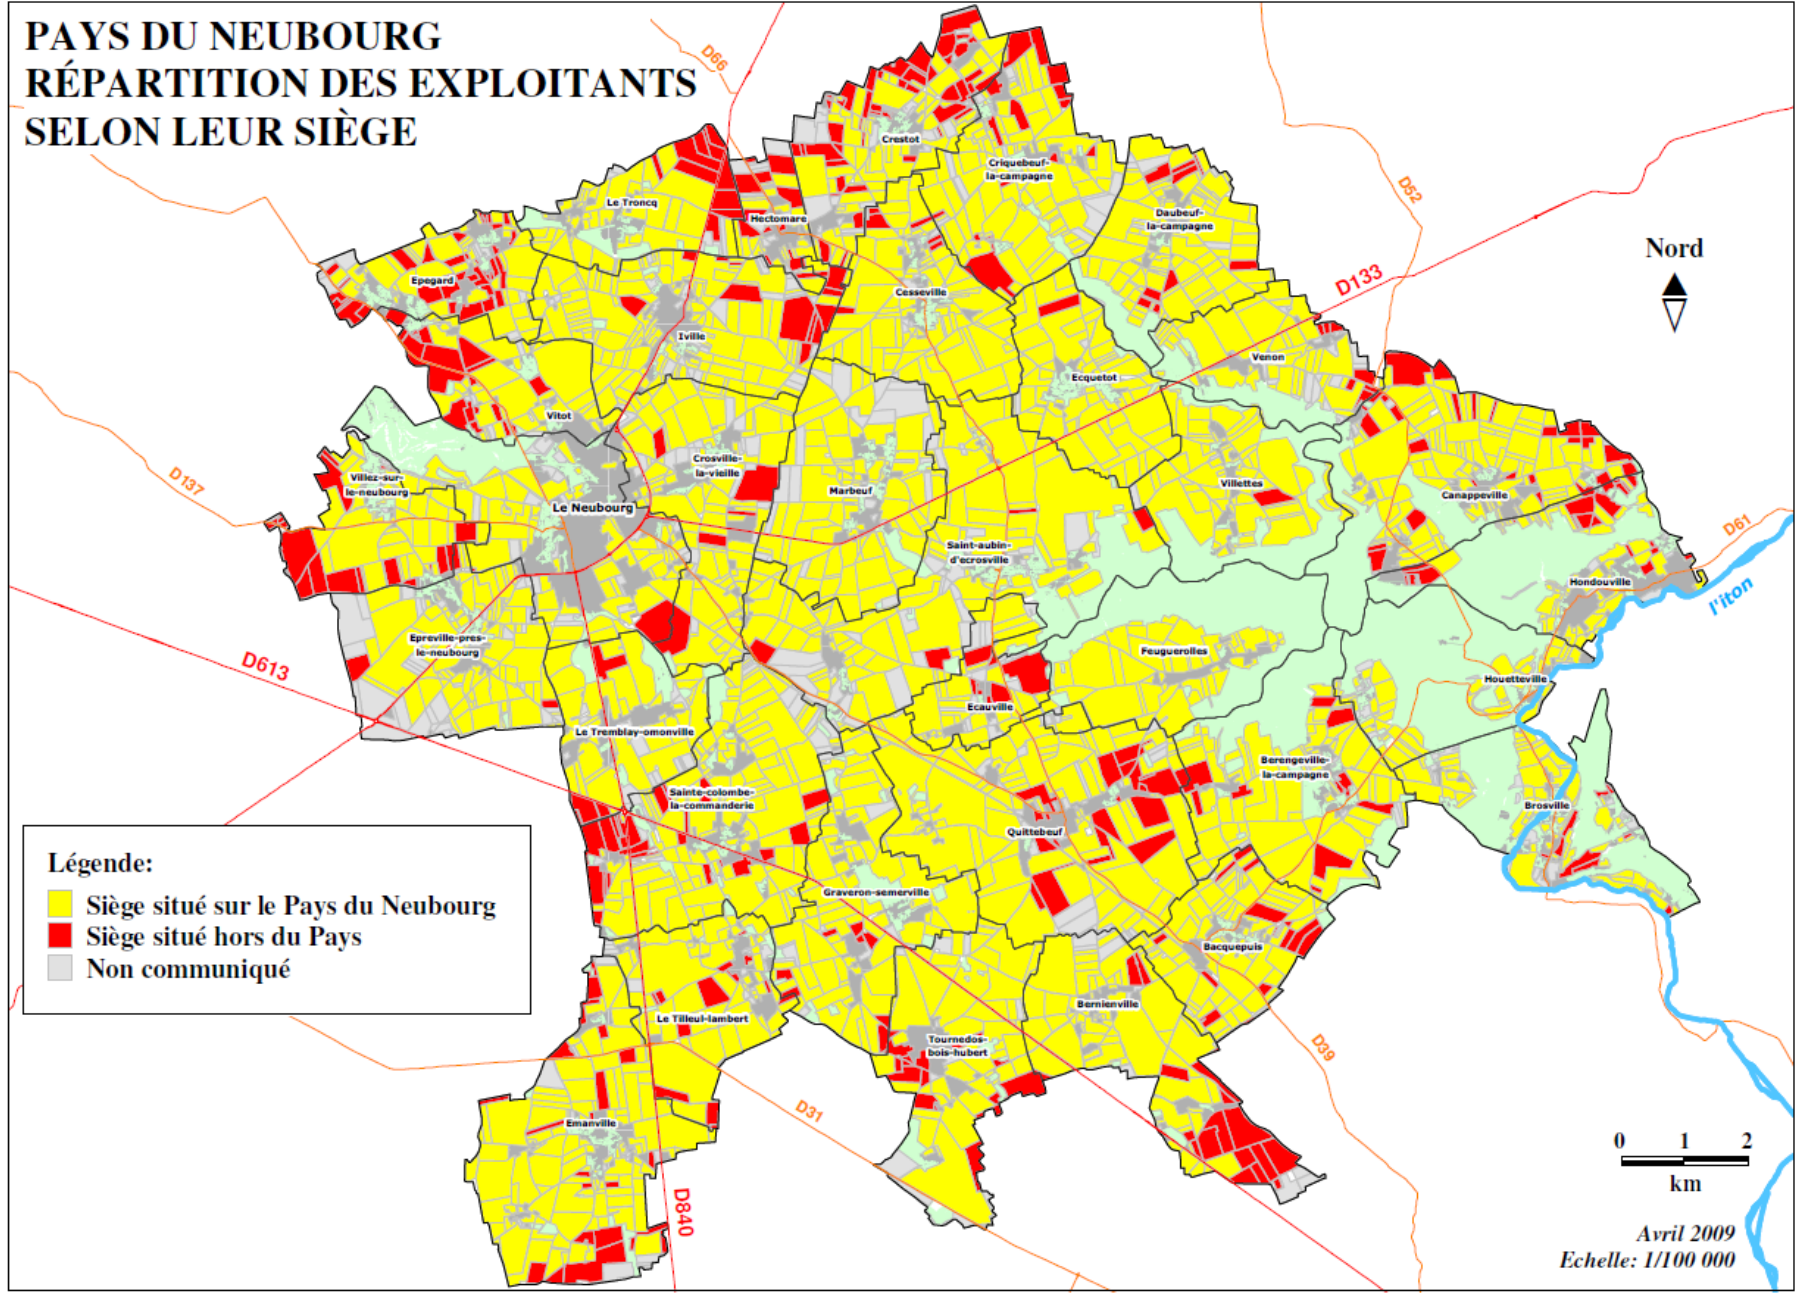 PAYS DU NEUBOURG
RÉPARTITION DES EXPLOITANTS
SELON LEUR SIÈGE
D66
Crestot
Criquebeuf-
la-campagne
D52
Le Troncq
Hectomare
Daubeuf-
la-campagne
Nord
Epegard
Cesseville
D133
Iville
Venon
Ecquetot
Vitot
Crosville-
la-vieille
D137
Villez-sur-
le-neubourg
Marbeuf
Villettes
Canappeville
Le Neubourg
D61
Saint-aubin-
d'ecrosville
Hondouville
l'iton
Epreville-pres-
le-neubourg
Feuguerolles
D613
Houetteville
Ecauville
Le Tremblay-omonville
Berengeville-
la-campagne
Sainte-colombe-
la-commanderie
Brosville
Quittebeuf
Légende:
Siège situé sur le Pays du Neubourg
Siège situé hors du Pays
Non communiqué
Graveron-semerville
Bacquepuis
Bernienville
Le Tilleul-lambert
Tournedos-
bois-hubert
D39
D31
Emanville
D840
0 1 2
km
Avril 2009
Echelle: 1/100 000